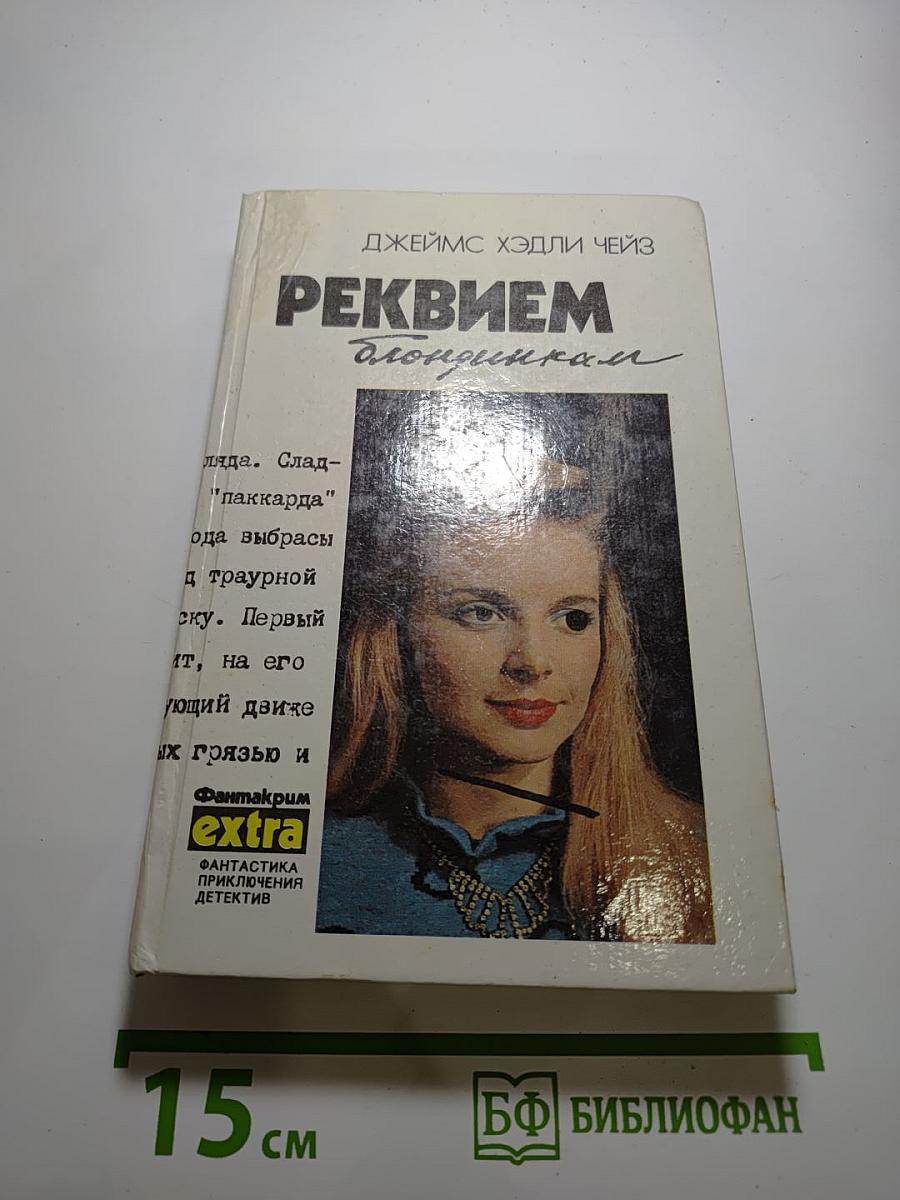 ДЖЕЙМС ХЭДЛИ ЧЕЙЗ
РЕКВИЕМ
блондинкам
ляда. Слад-
"паккарда"
ода выбрасы
д траурной
ску. Первый
ит, на его
ующий движе
ых грязью и
Фантакрим
extra
ФАНТАСТИКА
ПРИКЛЮЧЕНИЯ
ДЕТЕКТИВ
15 см
БФ БИБЛИОФАН